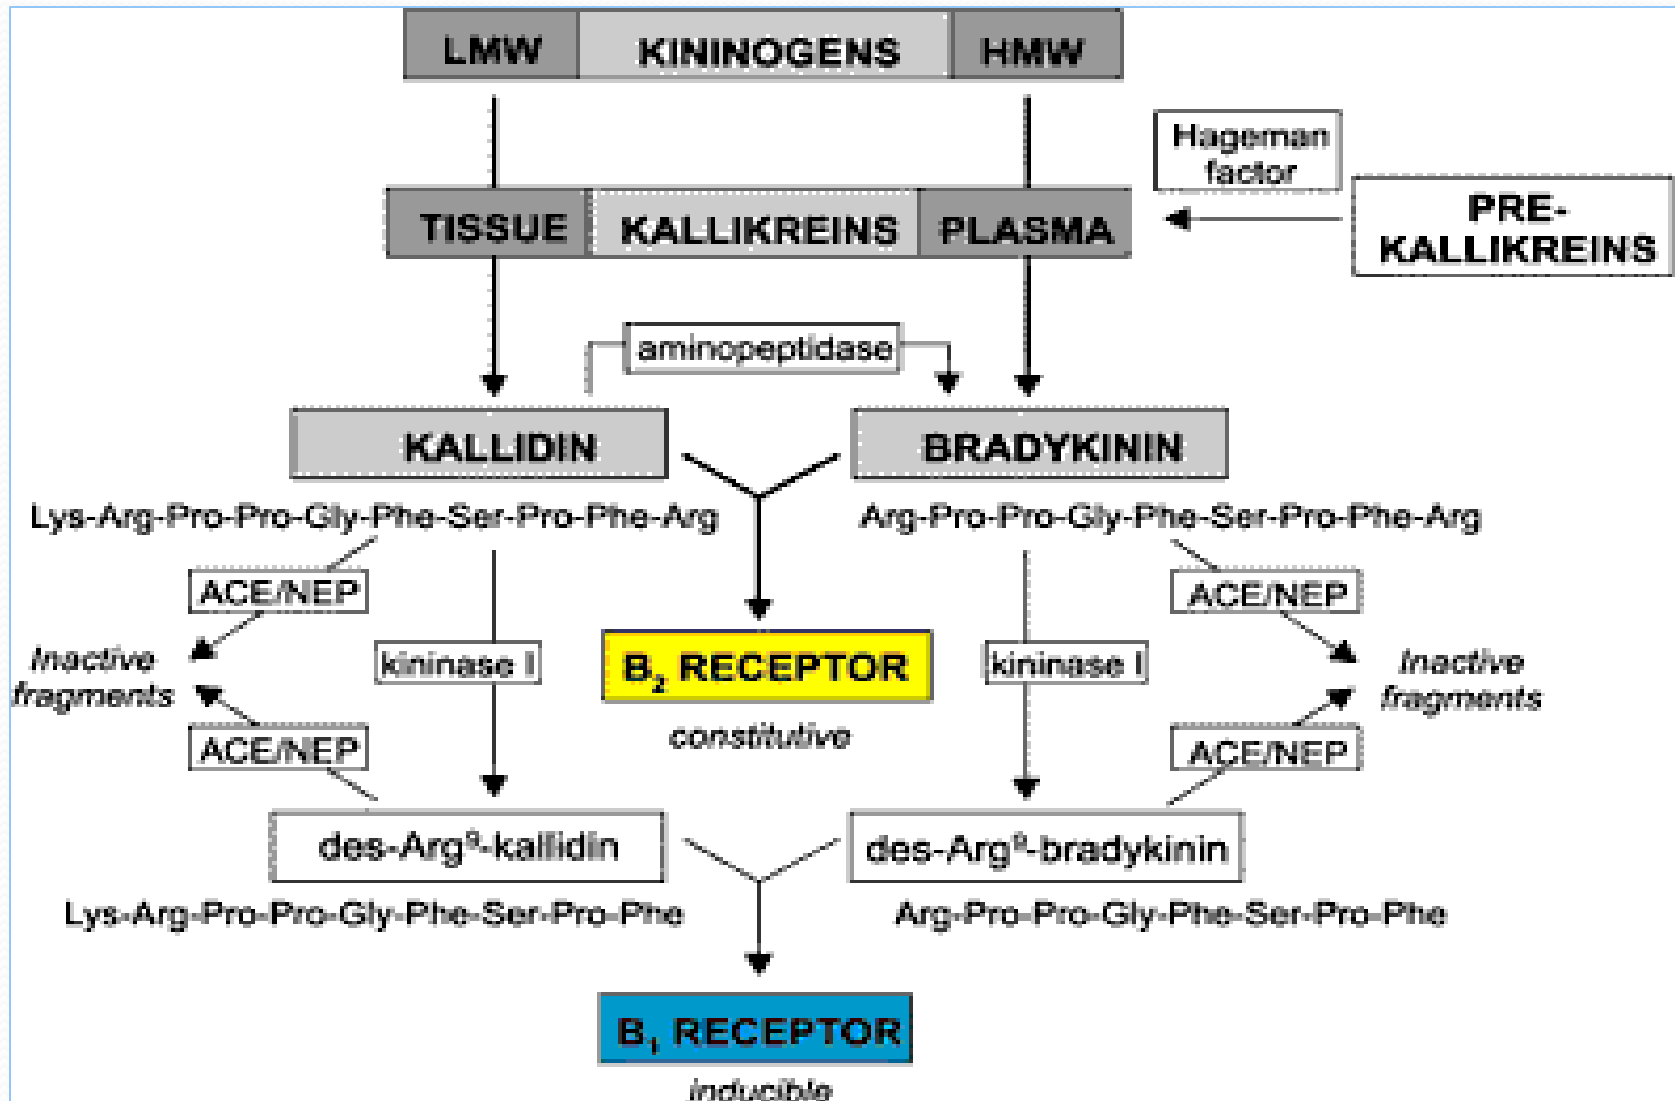 LMW KININOGENS HMW
Hageman
factor
PRE-
KALLIKREINS
TISSUE KALLIKREINS PLASMA
aminopeptidase
KALLIDIN BRADYKININ
Lys-Arg-Pro-Pro-Gly-Phe-Ser-Pro-Phe-Arg Arg-Pro-Pro-Gly-Phe-Ser-Pro-Phe-Arg
ACE/NEP ACE/NEP
Inactive
fragments
kininase I
B₂ RECEPTOR
constitutive
kininase I
Inactive
fragments
ACE/NEP ACE/NEP
des-Arg⁹-kallidin des-Arg⁹-bradykinin
Lys-Arg-Pro-Pro-Gly-Phe-Ser-Pro-Phe Arg-Pro-Pro-Gly-Phe-Ser-Pro-Phe
B₁ RECEPTOR
inducible